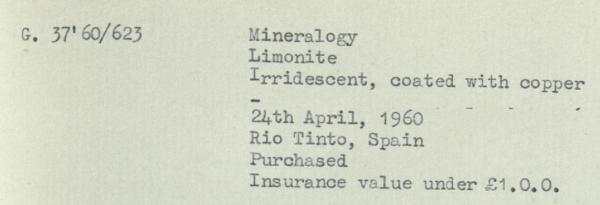 G. 37'60/623 Mineralogy
Limonite
Irridescent, coated with copper
-
24th April, 1960
Rio Tinto, Spain
Purchased
Insurance value under £1.0.0.